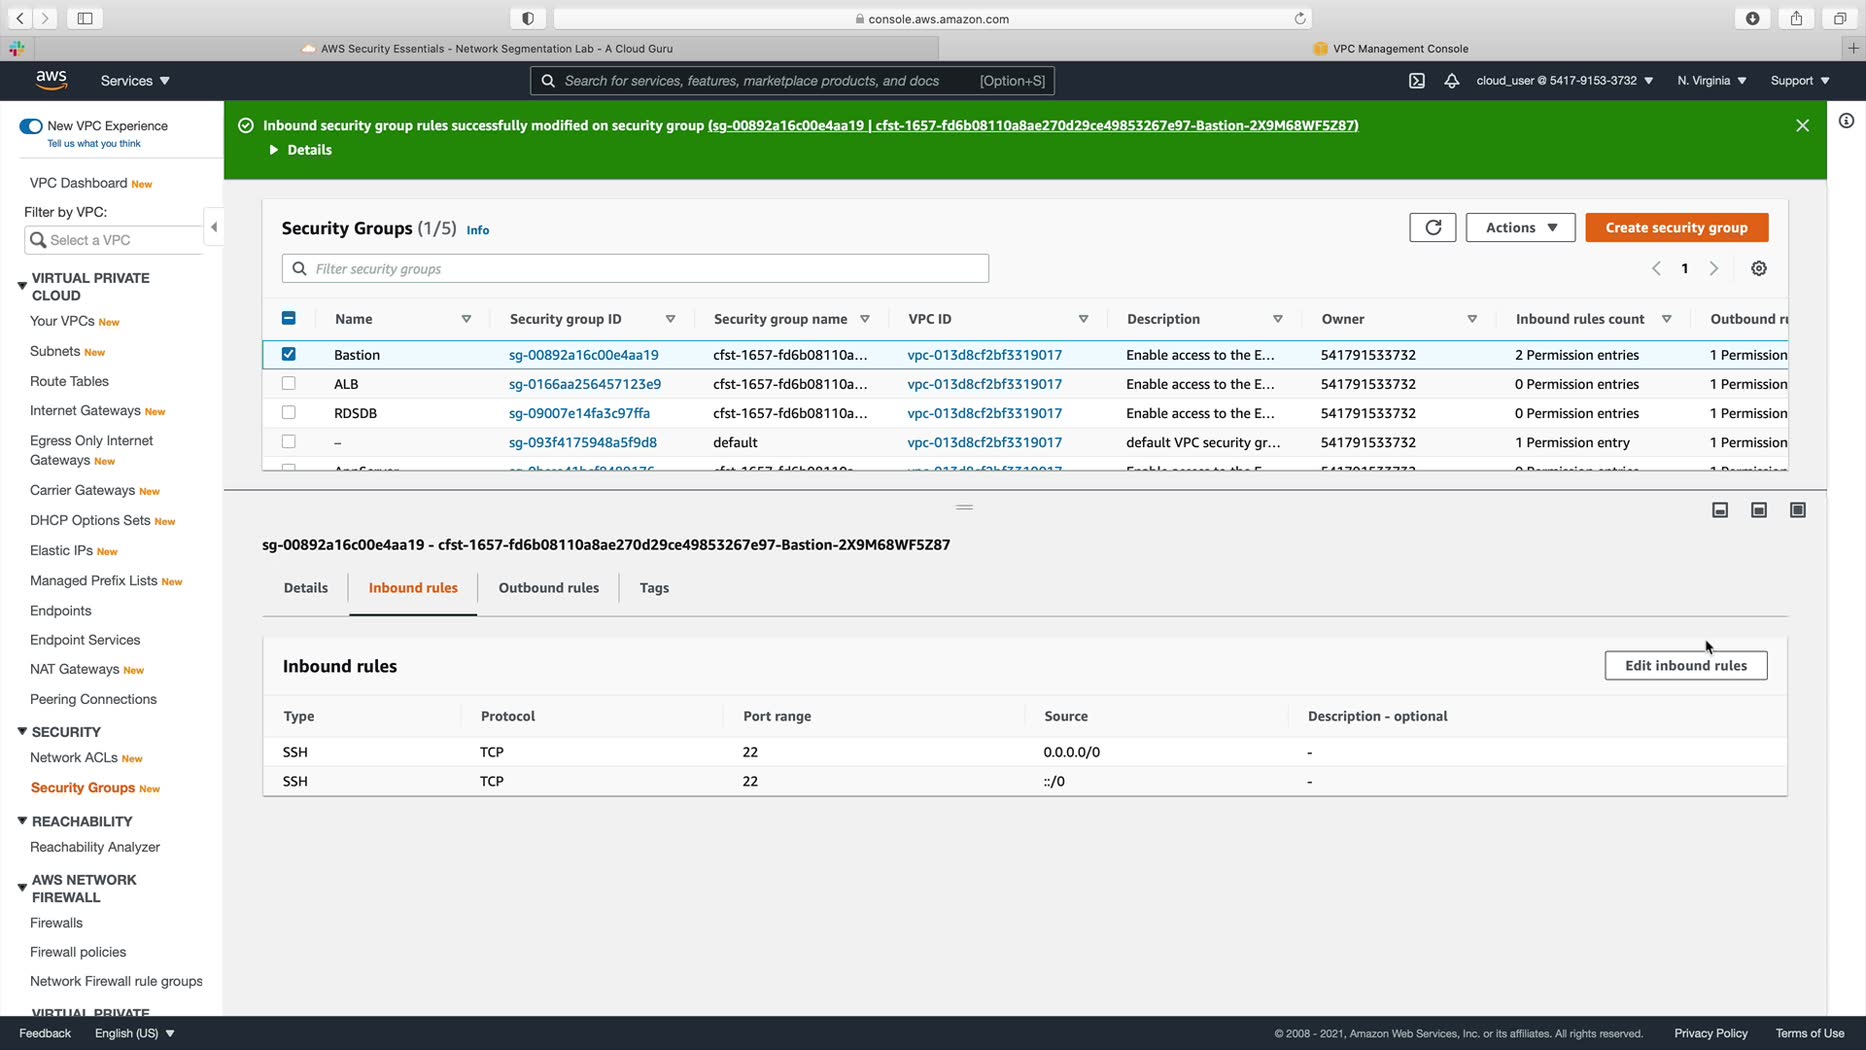 console.aws.amazon.com
AWS Security Essentials - Network Segmentation Lab - A Cloud Guru
VPC Management Console
aws
Services
Search for services, features, marketplace products, and docs [Option+S]
cloud_user @ 5417-9153-3732
N. Virginia
Support
New VPC Experience
Tell us what you think
VPC Dashboard New
Filter by VPC:
Select a VPC
VIRTUAL PRIVATE
CLOUD
Your VPCs New
Subnets New
Route Tables
Internet Gateways New
Egress Only Internet
Gateways New
Carrier Gateways New
DHCP Options Sets New
Elastic IPs New
Managed Prefix Lists New
Endpoints
Endpoint Services
NAT Gateways New
Peering Connections
SECURITY
Network ACLs New
Security Groups New
REACHABILITY
Reachability Analyzer
AWS NETWORK
FIREWALL
Firewalls
Firewall policies
Network Firewall rule groups
VIRTUAL PRIVATE
Inbound security group rules successfully modified on security group (sg-00892a16c00e4aa19 | cfst-1657-fd6b08110a8ae270d29ce49853267e97-Bastion-2X9M68WF5Z87)
Details
Security Groups (1/5) Info
Actions
Create security group
Filter security groups
1
Name Security group ID Security group name VPC ID Description Owner Inbound rules count Outbound ru
Bastion sg-00892a16c00e4aa19 cfst-1657-fd6b08110a... vpc-013d8cf2bf3319017 Enable access to the E... 541791533732 2 Permission entries 1 Permission
ALB sg-0166aa256457123e9 cfst-1657-fd6b08110a... vpc-013d8cf2bf3319017 Enable access to the E... 541791533732 0 Permission entries 1 Permission
RDSDB sg-09007e14fa3c97ffa cfst-1657-fd6b08110a... vpc-013d8cf2bf3319017 Enable access to the E... 541791533732 0 Permission entries 1 Permission
– sg-093f4175948a5f9d8 default vpc-013d8cf2bf3319017 default VPC security gr... 541791533732 1 Permission entry 1 Permission
sg-00892a16c00e4aa19 - cfst-1657-fd6b08110a8ae270d29ce49853267e97-Bastion-2X9M68WF5Z87
Details Inbound rules Outbound rules Tags
Inbound rules
Edit inbound rules
Type Protocol Port range Source Description - optional
SSH TCP 22 0.0.0.0/0 -
SSH TCP 22 ::/0 -
Feedback English (US)
© 2008 - 2021, Amazon Web Services, Inc. or its affiliates. All rights reserved. Privacy Policy Terms of Use